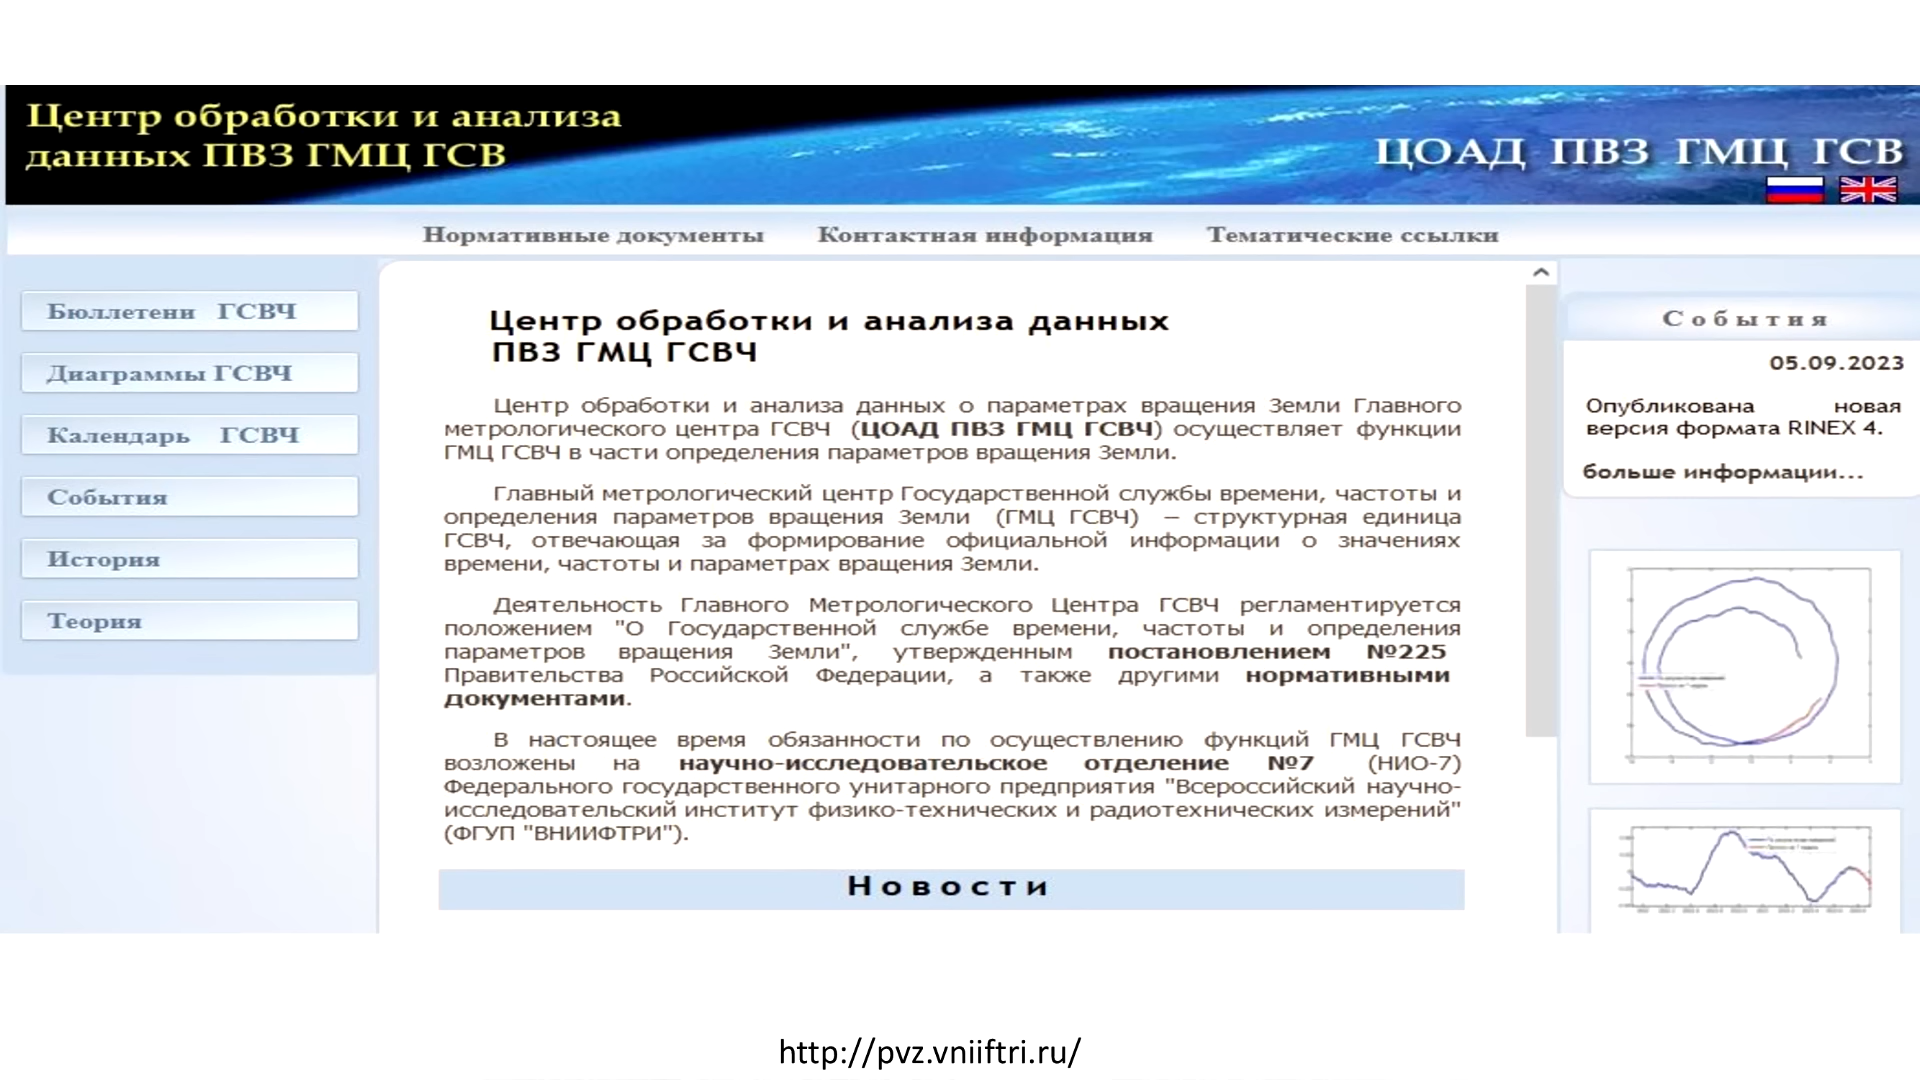 Центр обработки и анализа
данных ПВЗ ГМЦ ГСВ
ЦОАД ПВЗ ГМЦ ГСВ
Нормативные документы Контактная информация Тематические ссылки
Бюллетени ГСВЧ
Диаграммы ГСВЧ
Календарь ГСВЧ
События
История
Теория
Центр обработки и анализа данных
ПВЗ ГМЦ ГСВЧ
Центр обработки и анализа данных о параметрах вращения Земли Главного
метрологического центра ГСВЧ (ЦОАД ПВЗ ГМЦ ГСВЧ) осуществляет функции
ГМЦ ГСВЧ в части определения параметров вращения Земли.
Главный метрологический центр Государственной службы времени, частоты и
определения параметров вращения Земли (ГМЦ ГСВЧ) – структурная единица
ГСВЧ, отвечающая за формирование официальной информации о значениях
времени, частоты и параметрах вращения Земли.
Деятельность Главного Метрологического Центра ГСВЧ регламентируется
положением "О Государственной службе времени, частоты и определения
параметров вращения Земли", утвержденным постановлением №225
Правительства Российской Федерации, а также другими нормативными
документами.
В настоящее время обязанности по осуществлению функций ГМЦ ГСВЧ
возложены на научно-исследовательское отделение №7 (НИО-7)
Федерального государственного унитарного предприятия "Всероссийский научно-
исследовательский институт физико-технических и радиотехнических измерений"
(ФГУП "ВНИИФТРИ").
Новости
События
05.09.2023
Опубликована новая
версия формата RINEX 4.
больше информации...
http://pvz.vniiftri.ru/